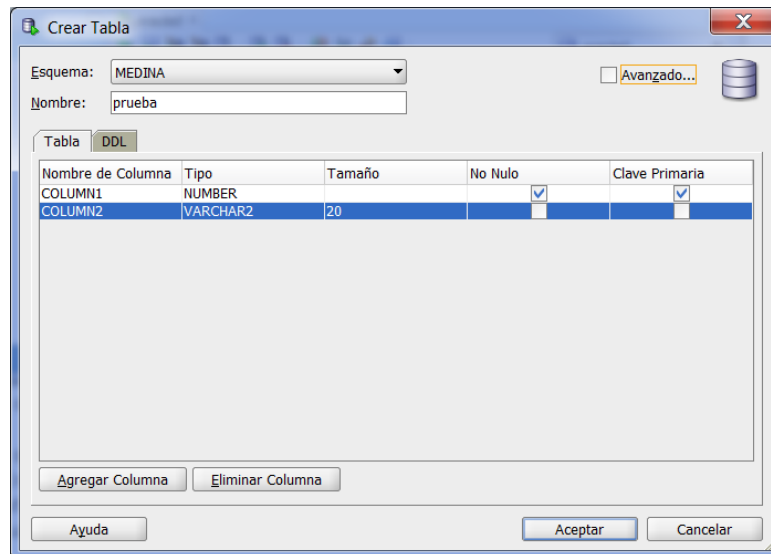 Crear Tabla
Esquema: MEDINA Avanzado...
Nombre: prueba
Tabla DDL
Nombre de Columna Tipo Tamaño No Nulo Clave Primaria
COLUMN1 NUMBER
COLUMN2 VARCHAR2 20
Agregar Columna Eliminar Columna
Ayuda Aceptar Cancelar